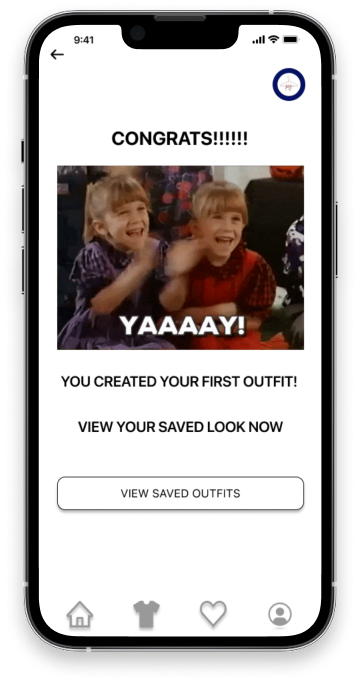 9:41
CONGRATS!!!!!!
YAAAAY!
YOU CREATED YOUR FIRST OUTFIT!
VIEW YOUR SAVED LOOK NOW
VIEW SAVED OUTFITS